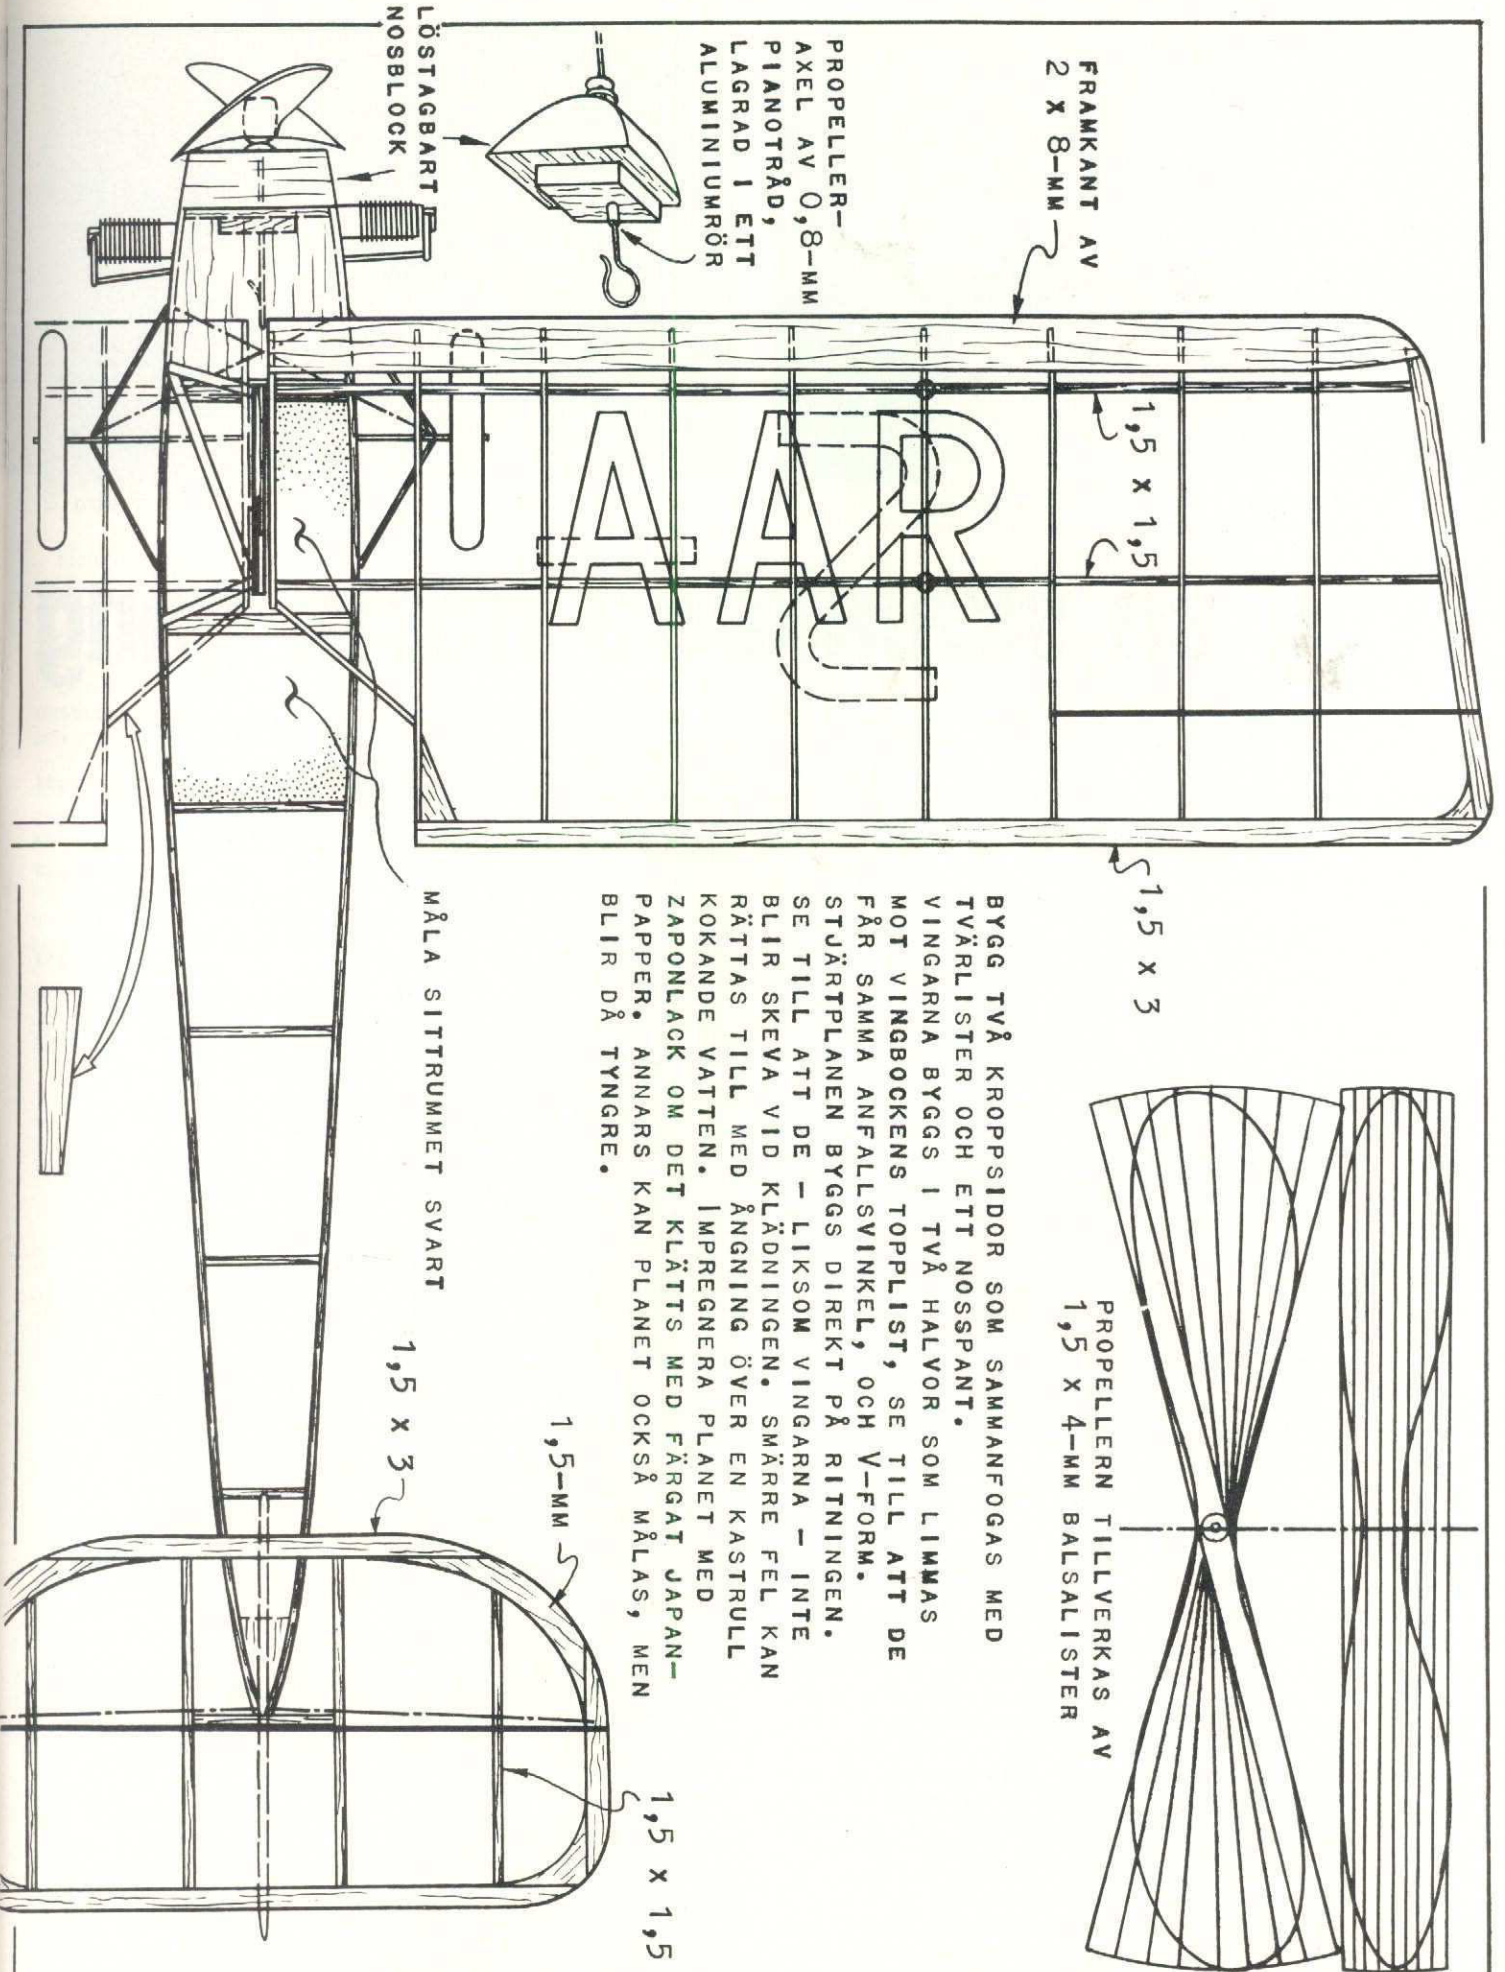 LÖSTAGBART
NOSBLOCK
PROPELLER-
AXEL AV 0,8-MM
PIANOTRÅD,
LAGRAD I ETT
ALUMINIUMRÖR
FRAMKANT AV
2 X 8-MM
1,5 X 1,5
AAR
2
I
1,5 X 3
MÅLA SITTRUMMET SVART
BYGG TVÅ KROPPSIDOR SOM SAMMANFOGAS MED
TVÄRLISTER OCH ETT NOSSPANT.
VINGARNA BYGGS I TVÅ HALVOR SOM LIMMAS
MOT VINGBOCKENS TOPPLIST, SE TILL ATT DE
FÅR SAMMA ANFALLSVINKEL, OCH V-FORM.
STJÄRTPLANEN BYGGS DIREKT PÅ RITNINGEN.
SE TILL ATT DE - LIKSOM VINGARNA - INTE
BLIR SKEVA VID KLÄDNINGEN. SMÄRRE FEL KAN
RÄTTAS TILL MED ÅNGNING ÖVER EN KASTRULL
KOKANDE VATTEN. IMPREGNERA PLANET MED
ZAPONLACK OM DET KLÄTTS MED FÄRGAT JAPAN-
PAPPER. ANNARS KAN PLANET OCKSÅ MÅLAS, MEN
BLIR DÅ TYNGRE.
PROPELLERN TILLVERKAS AV
1,5 X 4-MM BALSALISTER
1,5 X 3
1,5-MM
1,5 X 1,5